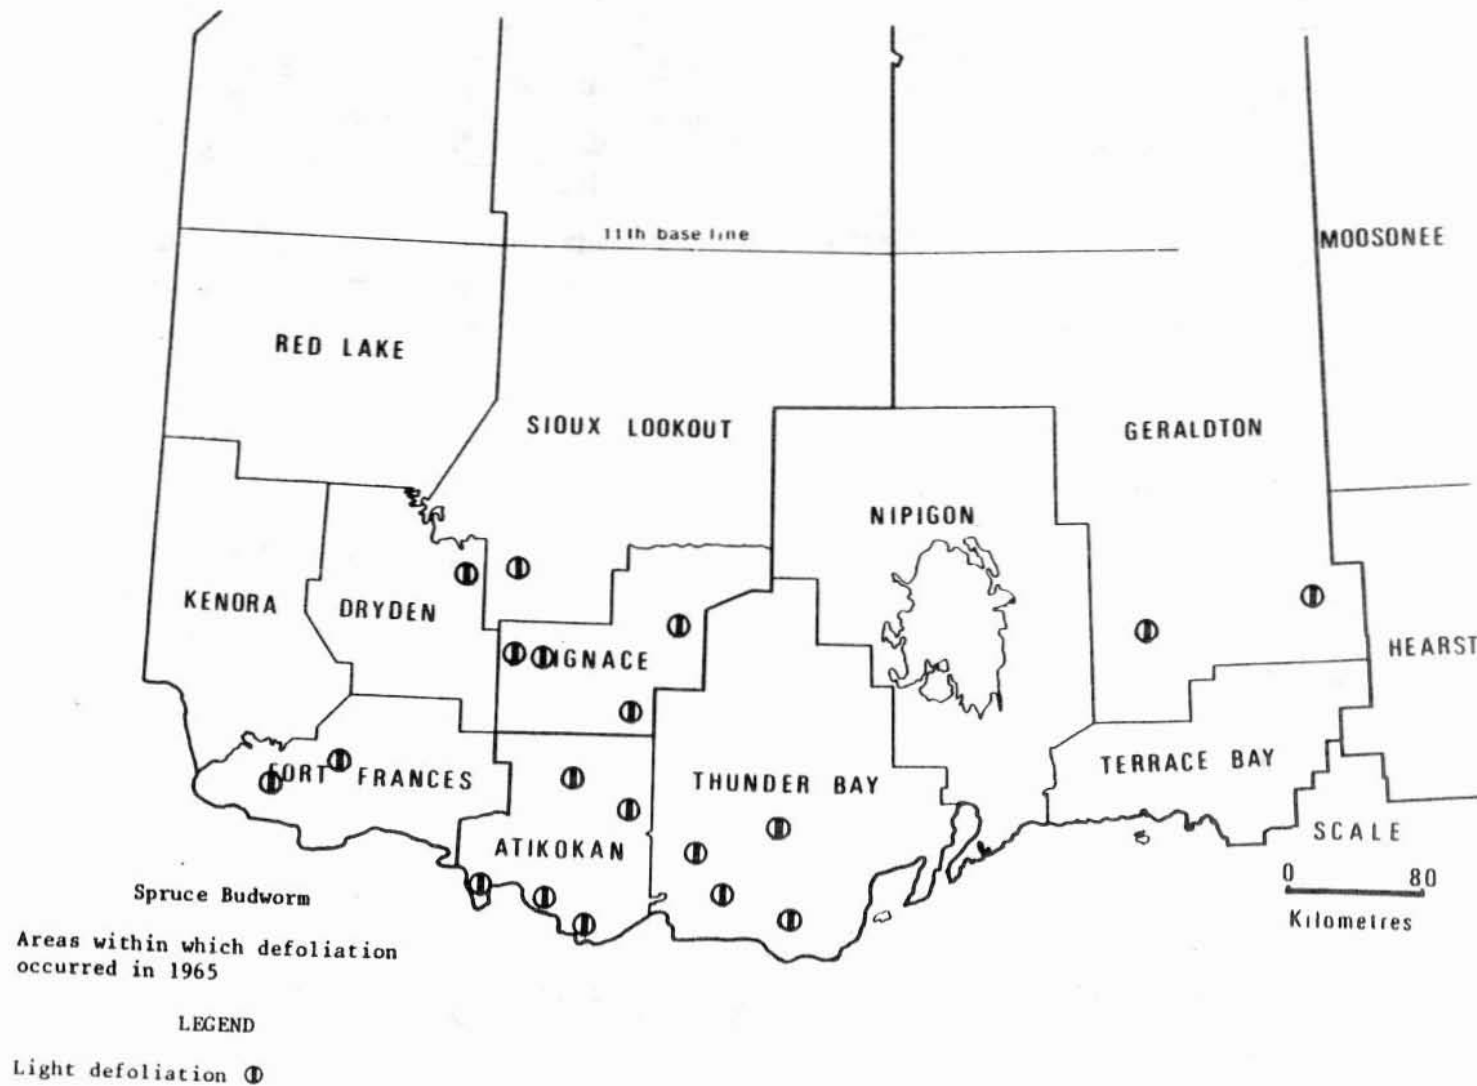 11th base line
MOOSONEE
RED LAKE
SIOUX LOOKOUT
GERALDTON
NIPIGON
KENORA
DRYDEN
IGNACE
HEARST
FORT FRANCES
THUNDER BAY
TERRACE BAY
ATIKOKAN
SCALE
0 80
Kilometres
Spruce Budworm
Areas within which defoliation
occurred in 1965
LEGEND
Light defoliation